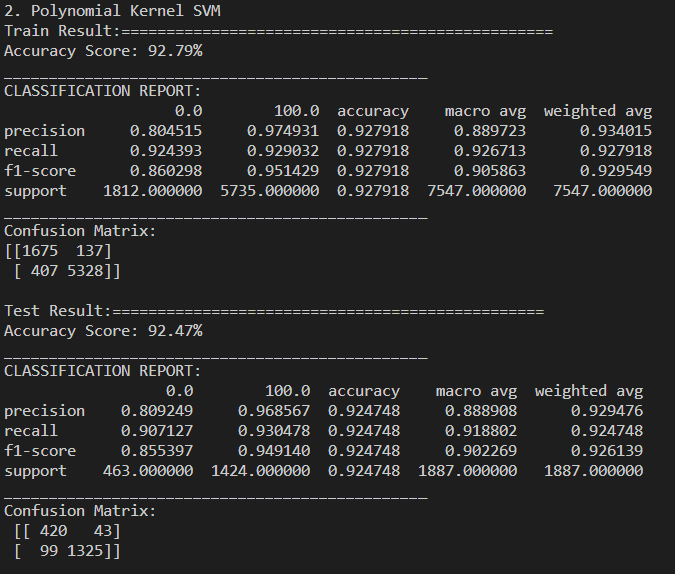 2. Polynomial Kernel SVM
Train Result:================================================
Accuracy Score: 92.79%
_______________________________________________
CLASSIFICATION REPORT:
                   0.0        100.0  accuracy    macro avg  weighted avg
precision     0.804515     0.974931  0.927918     0.889723      0.934015
recall        0.924393     0.929032  0.927918     0.926713      0.927918
f1-score      0.860298     0.951429  0.927918     0.905863      0.929549
support    1812.000000  5735.000000  0.927918  7547.000000   7547.000000
_______________________________________________
Confusion Matrix:
[[1675  137]
 [ 407 5328]]
Test Result:================================================
Accuracy Score: 92.47%
_______________________________________________
CLASSIFICATION REPORT:
                  0.0        100.0  accuracy    macro avg  weighted avg
precision    0.809249     0.968567  0.924748     0.888908      0.929476
recall       0.907127     0.930478  0.924748     0.918802      0.924748
f1-score     0.855397     0.949140  0.924748     0.902269      0.926139
support    463.000000  1424.000000  0.924748  1887.000000   1887.000000
_______________________________________________
Confusion Matrix:
 [[ 420   43]
 [  99 1325]]